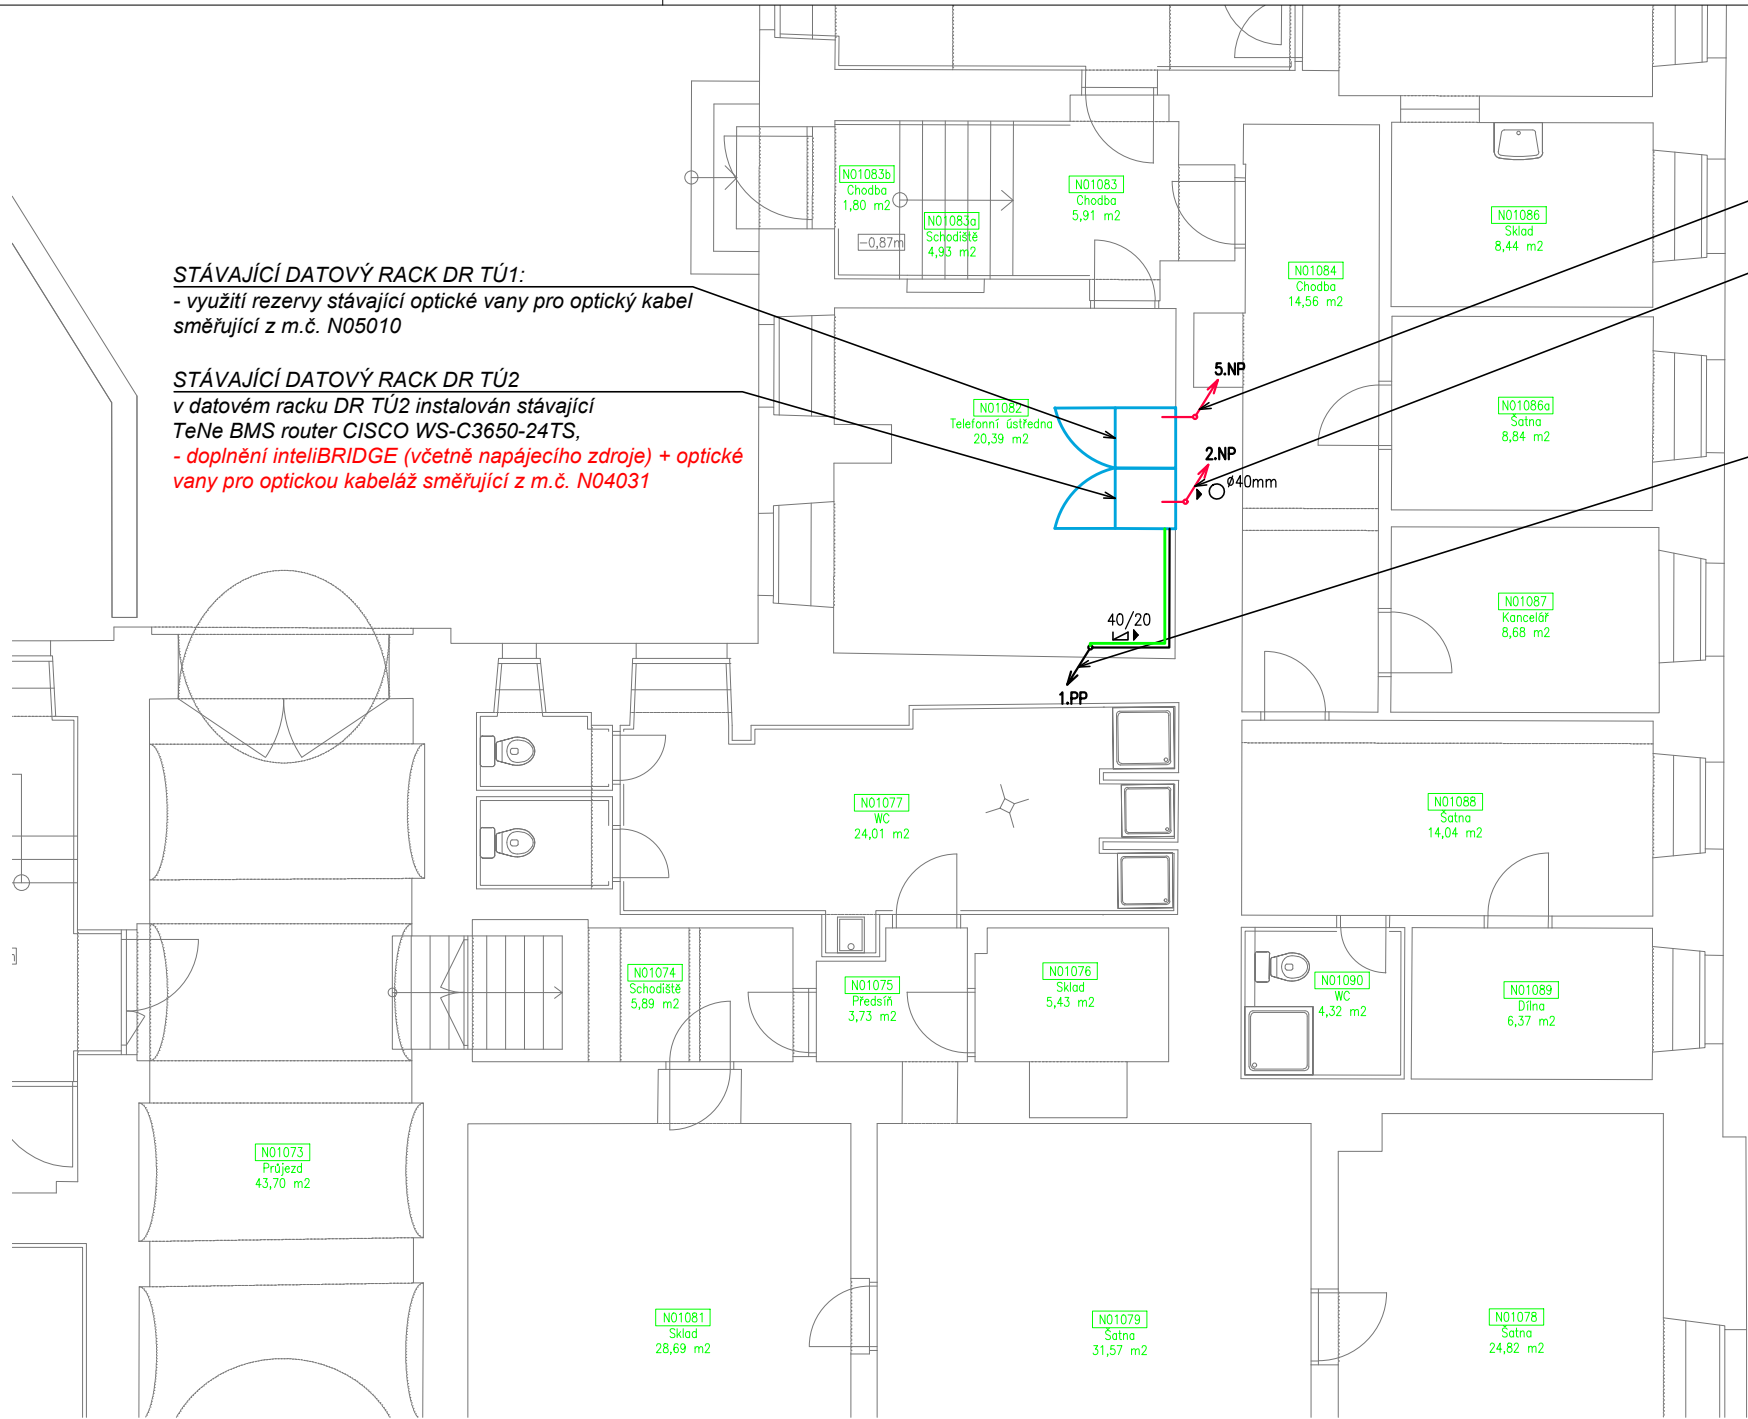 N01083b
Chodba
1,80 m2
N01083a
Schodiště
4,93 m2
-0,87m
N01083
Chodba
5,91 m2
N01086
Sklad
8,44 m2
N01084
Chodba
14,56 m2
STÁVAJÍCÍ DATOVÝ RACK DR TÚ1:
- využití rezervy stávající optické vany pro optický kabel
směřující z m.č. N05010
STÁVAJÍCÍ DATOVÝ RACK DR TÚ2
v datovém racku DR TÚ2 instalován stávající
TeNe BMS router CISCO WS-C3650-24TS,
- doplnění inteliBRIDGE (včetně napájecího zdroje) + optické
vany pro optickou kabeláž směřující z m.č. N04031
5.NP
N01082
Telefonní ústředna
20,39 m2
2.NP
ø40mm
N01086a
Šatna
8,84 m2
N01087
Kancelář
8,68 m2
40/20
1.PP
N01077
WC
24,01 m2
N01088
Šatna
14,04 m2
N01074
Schodiště
5,89 m2
N01075
Předsíň
3,73 m2
N01076
Sklad
5,43 m2
N01090
WC
4,32 m2
N01089
Dílna
6,37 m2
N01073
Průjezd
43,70 m2
N01081
Sklad
28,69 m2
N01079
Šatna
31,57 m2
N01078
Šatna
24,82 m2